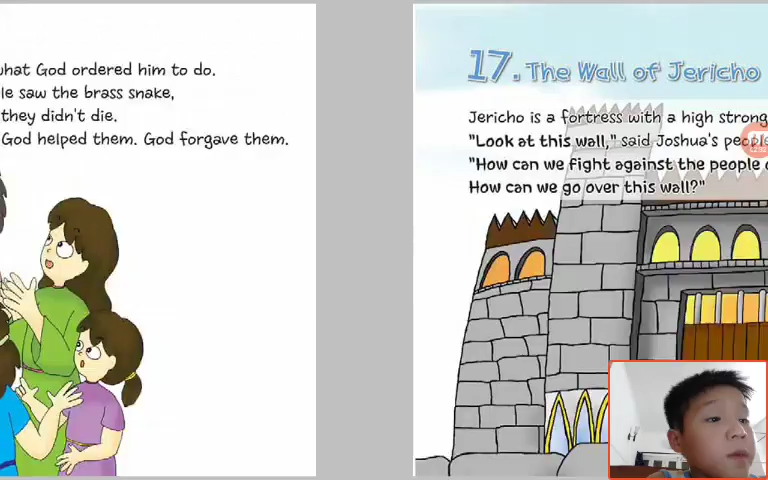 what God ordered him to do.
le saw the brass snake,
they didn't die.
God helped them. God forgave them.
17. The Wall of Jericho
Jericho is a fortress with a high strong
"Look at this wall," said Joshua's people
"How can we fight against the people
How can we go over this wall?"